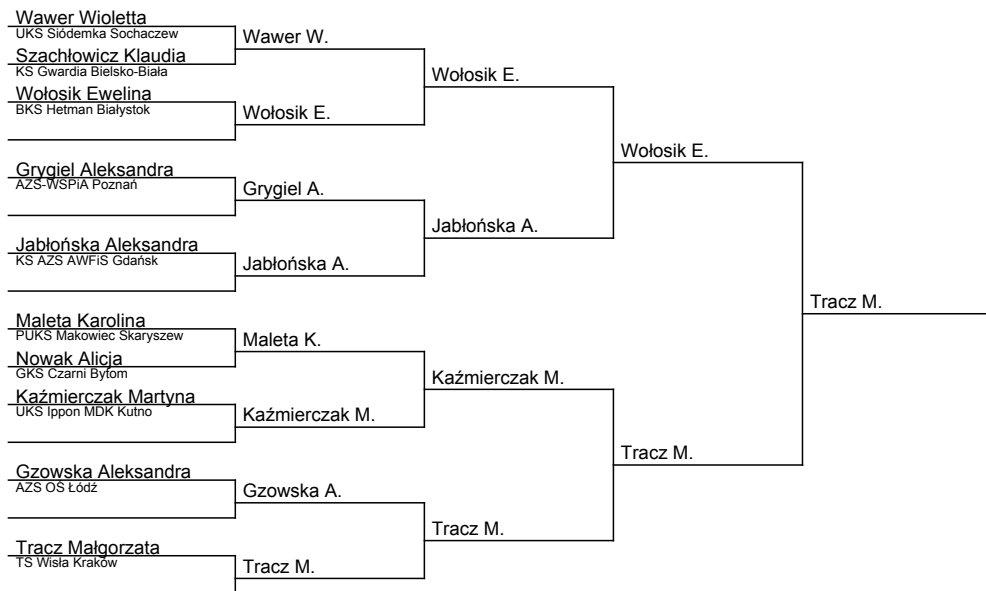 Wawer Wioletta
UKS Siódemka Sochaczew
Wawer W.
Szachłowicz Klaudia
KS Gwardia Bielsko-Biała
Wołosik E.
Wołosik Ewelina
BKS Hetman Białystok
Wołosik E.
Wołosik E.
Grygiel Aleksandra
AZS-WSPiA Poznań
Grygiel A.
Jabłońska A.
Jabłońska Aleksandra
KS AZS AWFiS Gdańsk
Jabłońska A.
Tracz M.
Maleta Karolina
PUKS Makowiec Skaryszew
Maleta K.
Nowak Alicja
GKS Czarni Bytom
Kaźmierczak M.
Kaźmierczak Martyna
UKS Ippon MDK Kutno
Kaźmierczak M.
Tracz M.
Gzowska Aleksandra
AZS OŚ Łódź
Gzowska A.
Tracz M.
Tracz Małgorzata
TS Wisła Kraków
Tracz M.